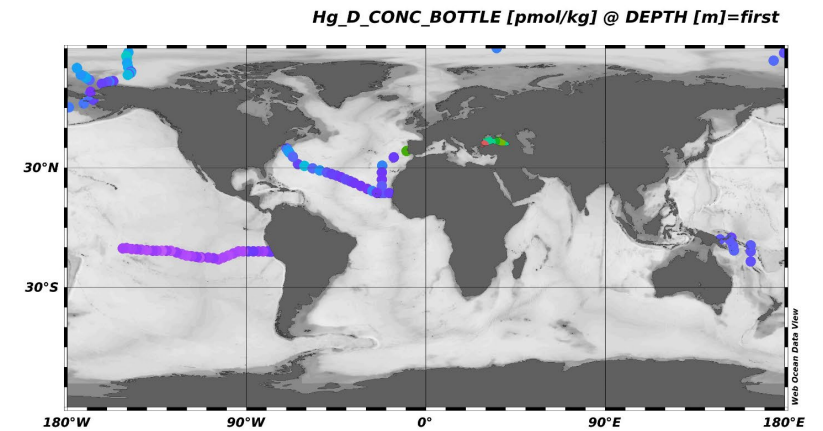 Hg_D_CONC_BOTTLE [pmol/kg] @ DEPTH [m]=first
30°N
30°S
Web Ocean Data View
180°W 90°W 0° 90°E 180°E